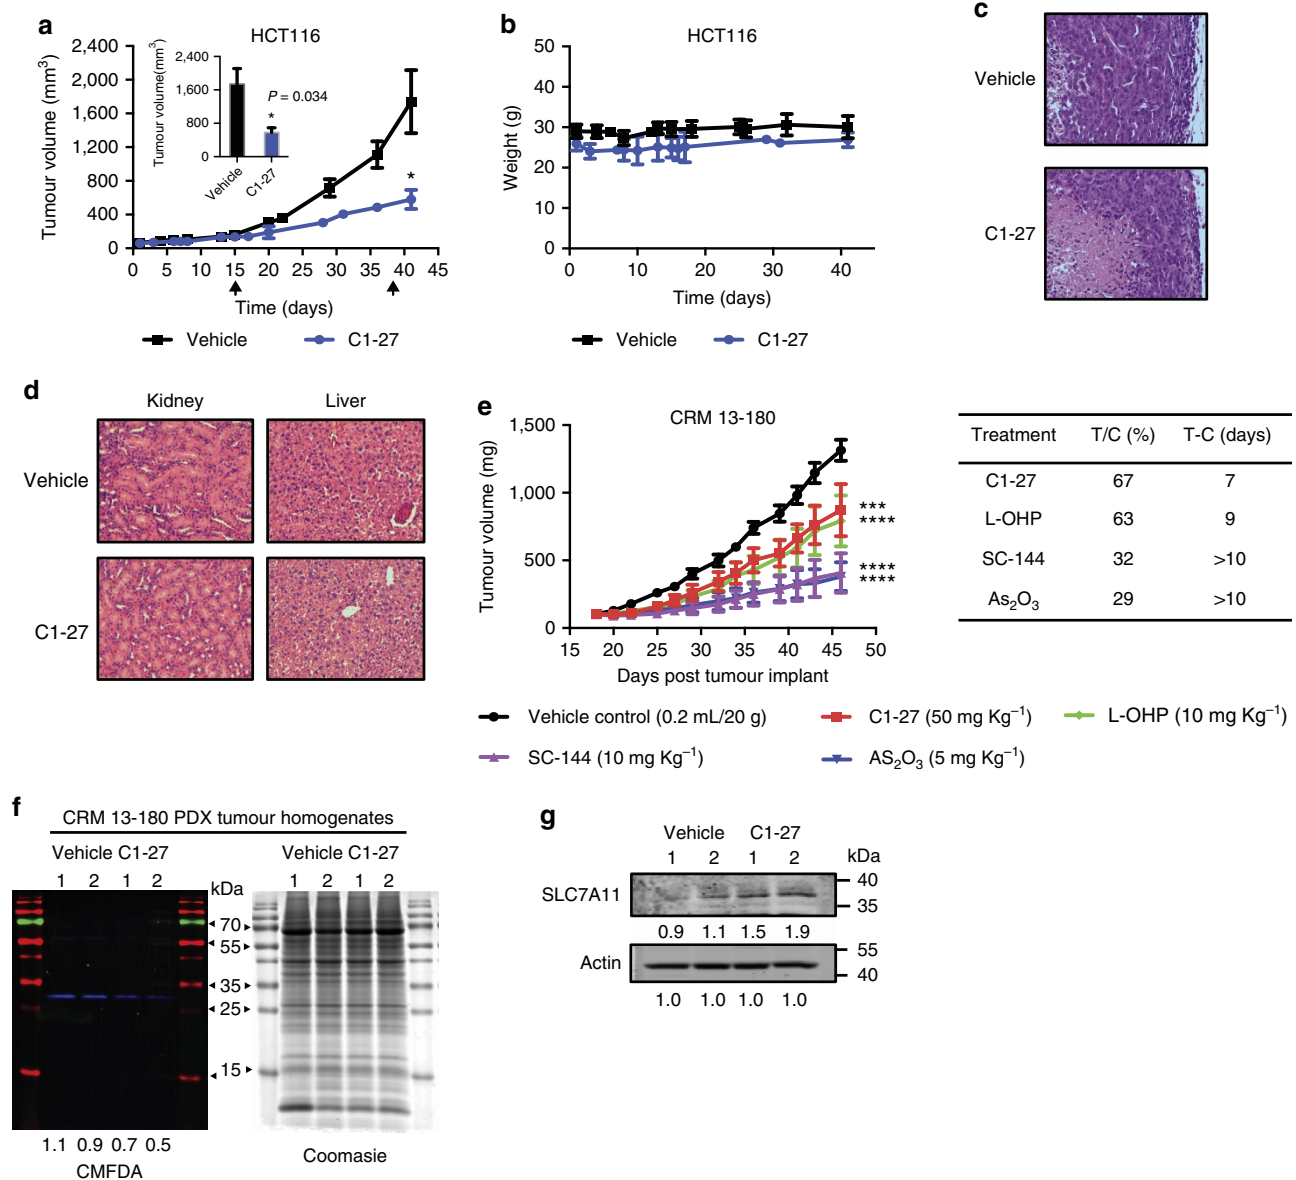 a
HCT116
Tumour volume (mm3)
2,400
2,000
1,600
1,200
800
400
0
0 5 10 15 20 25 30 35 40 45
Time (days)
Tumour volume(mm3)
2,400
1,600
800
0
P = 0.034
*
Vehicle
C1-27
*
Vehicle C1-27
b
HCT116
Weight (g)
50
40
30
20
10
0
0 10 20 30 40
Time (days)
Vehicle C1-27
c
Vehicle
C1-27
d
Kidney Liver
Vehicle
C1-27
e
CRM 13-180
Tumour volume (mg)
1,500
1,000
500
0
15 20 25 30 35 40 45 50
Days post tumour implant
***
****
****
****
Treatment T/C (%) T-C (days)
C1-27 67 7
L-OHP 63 9
SC-144 32 >10
As2O3 29 >10
Vehicle control (0.2 mL/20 g) C1-27 (50 mg Kg−1) L-OHP (10 mg Kg−1)
SC-144 (10 mg Kg−1) AS2O3 (5 mg Kg−1)
f
CRM 13-180 PDX tumour homogenates
Vehicle C1-27 Vehicle C1-27
1 2 1 2 kDa 1 2 1 2
70
55
35
25
15
1.1 0.9 0.7 0.5
CMFDA
Coomasie
g
Vehicle C1-27
1 2 1 2 kDa
SLC7A11
40
35
0.9 1.1 1.5 1.9
Actin
55
40
1.0 1.0 1.0 1.0